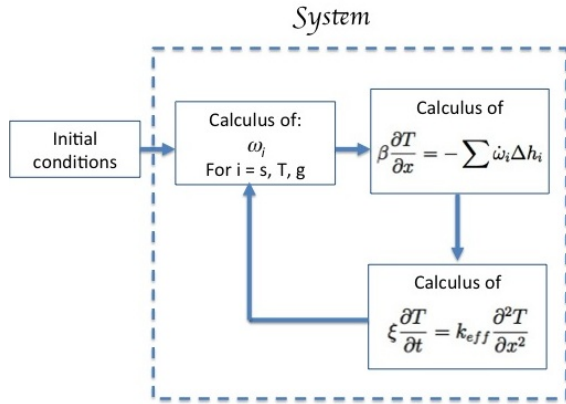 System
Initial
conditions
Calculus of:
ω_i
For i = s, T, g
Calculus of
β ∂T/∂x = − ∑ ω̇_i Δh_i
Calculus of
ξ ∂T/∂t = k_eff ∂²T/∂x²